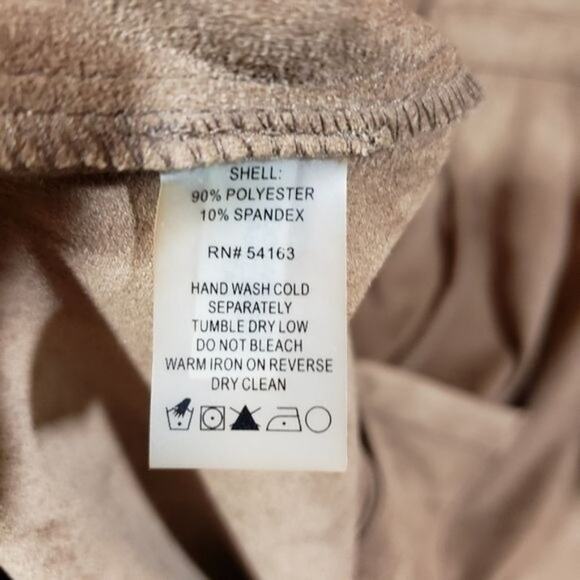 SHELL:
90% POLYESTER
10% SPANDEX
RN# 54163
HAND WASH COLD
SEPARATELY
TUMBLE DRY LOW
DO NOT BLEACH
WARM IRON ON REVERSE
DRY CLEAN